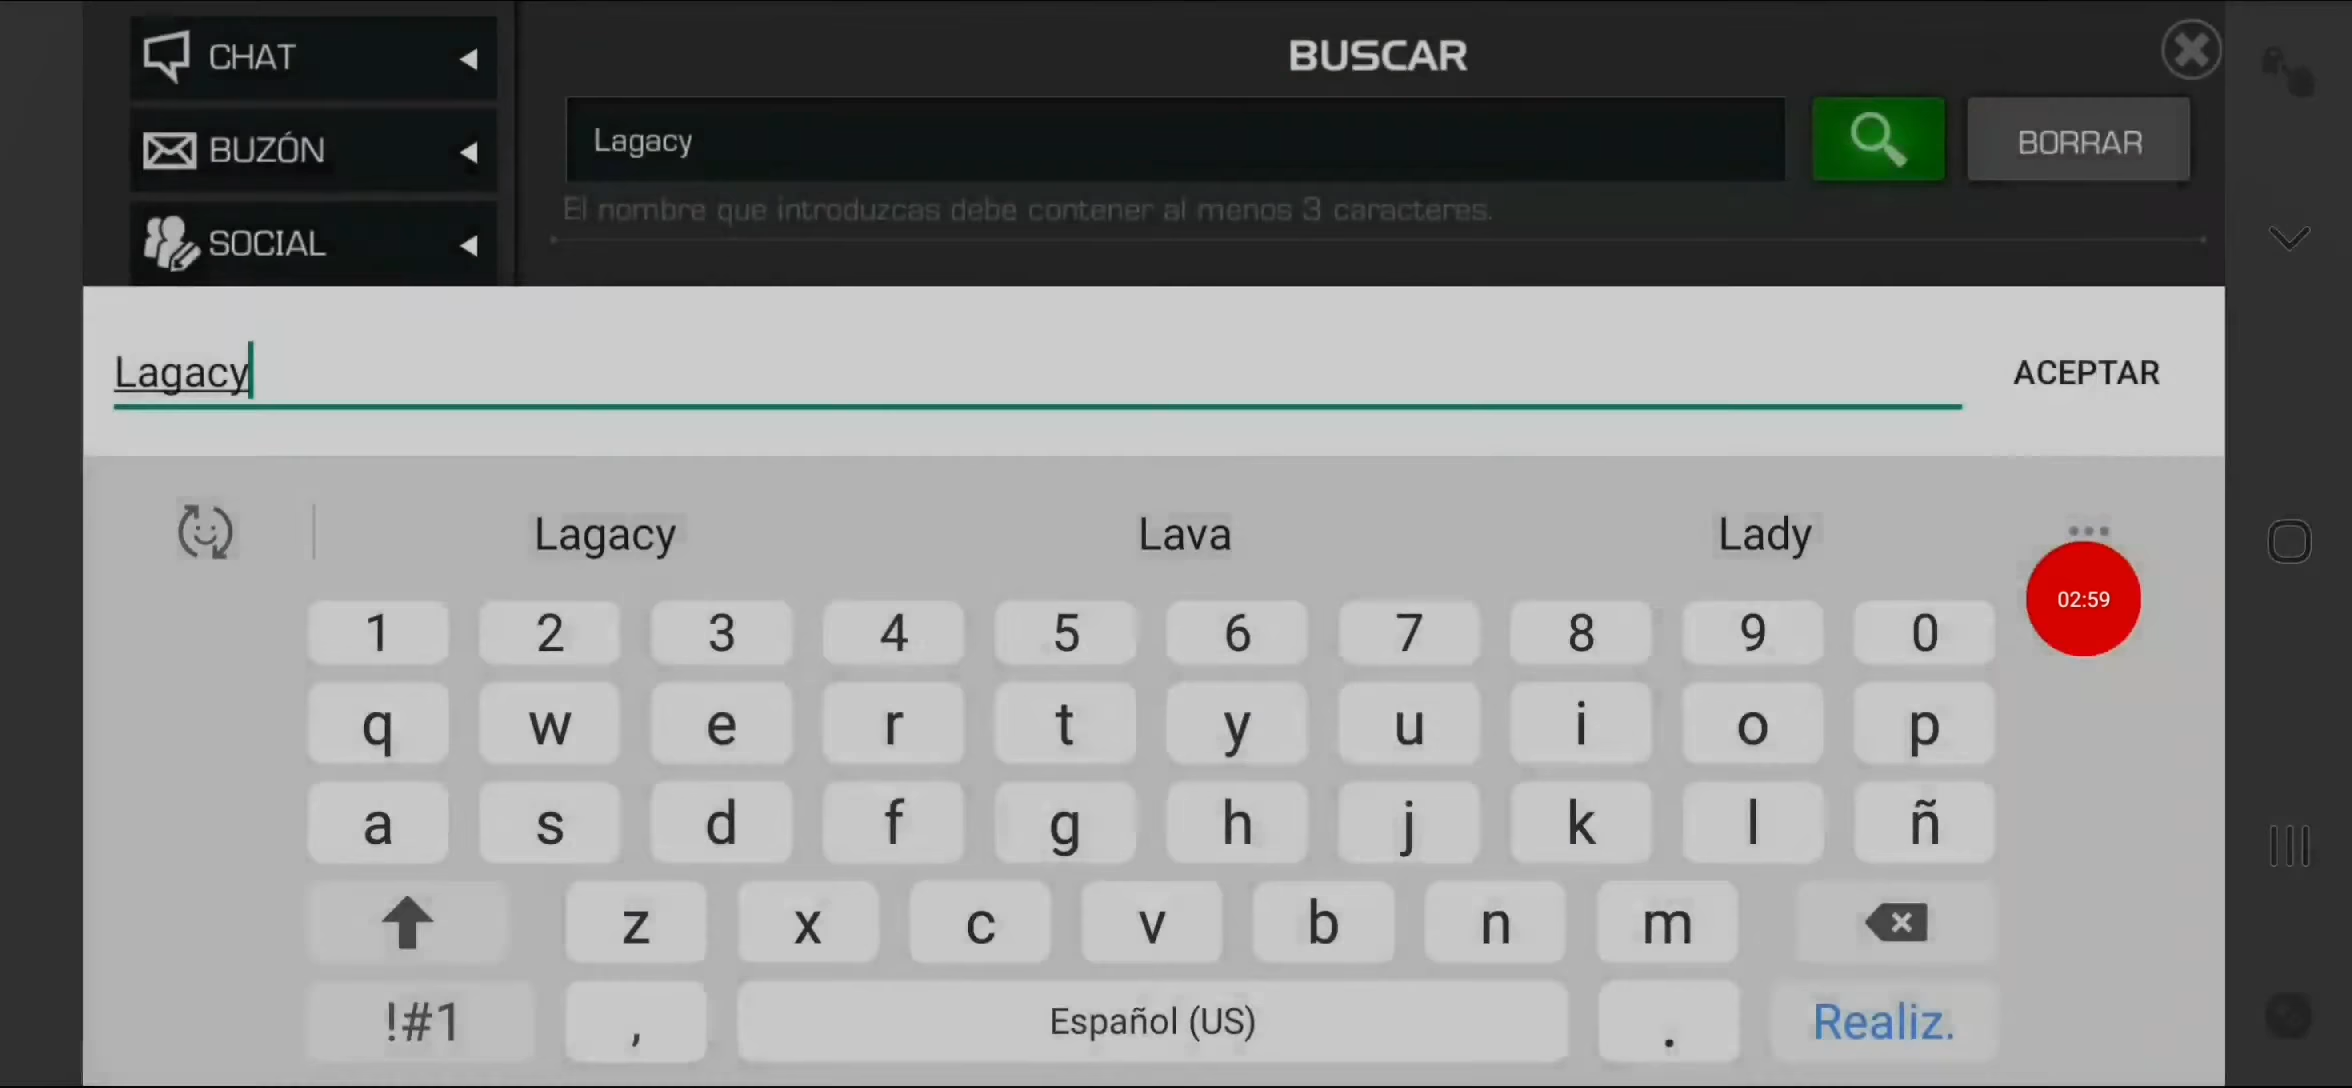 CHAT
BUZÓN
SOCIAL
BUSCAR
Lagacy
BORRAR
El nombre que introduzcas debe contener al menos 3 caracteres.
Lagacy
ACEPTAR
Lagacy Lava Lady
02:59
1 2 3 4 5 6 7 8 9 0
q w e r t y u i o p
a s d f g h j k l ñ
z x c v b n m
!#1 , Español (US) . Realiz.